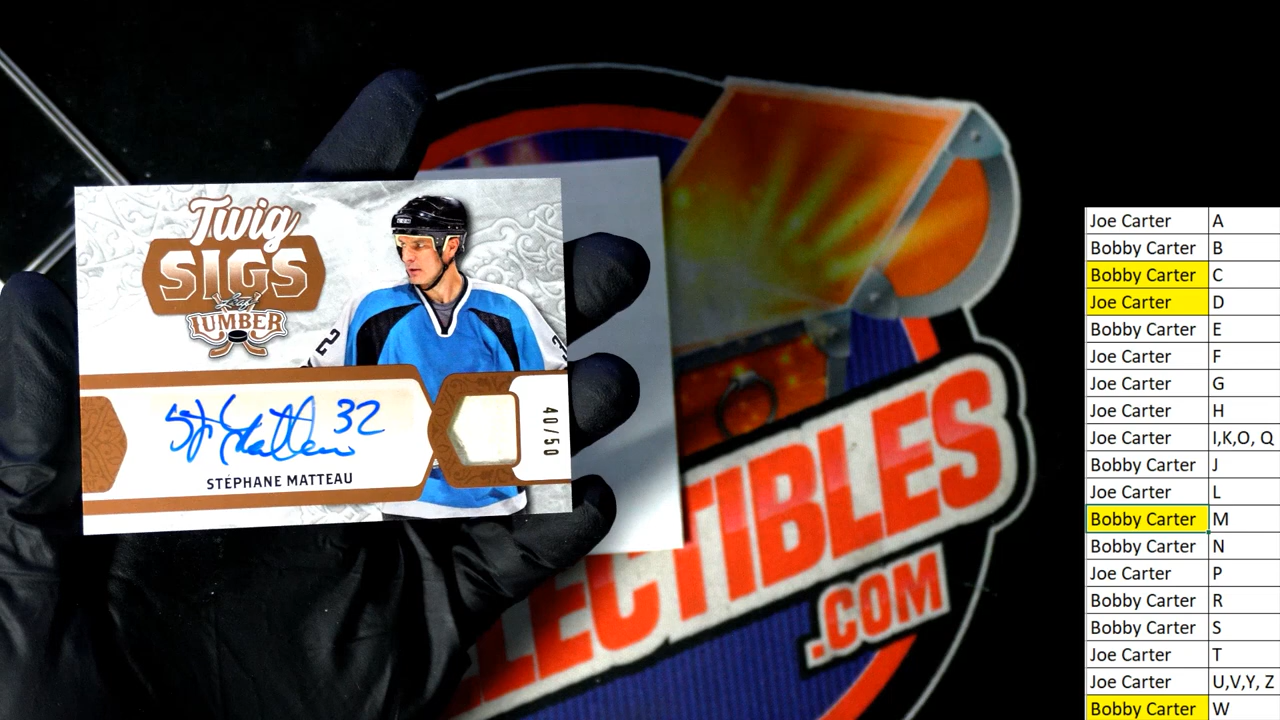 Twig
SIGS
Leaf
LUMBER
32
STÉPHANE MATTEAU
40/50
.COM
Joe Carter A
Bobby Carter B
Bobby Carter C
Joe Carter D
Bobby Carter E
Joe Carter F
Joe Carter G
Joe Carter H
Joe Carter I,K,O, Q
Bobby Carter J
Joe Carter L
Bobby Carter M
Bobby Carter N
Joe Carter P
Bobby Carter R
Bobby Carter S
Joe Carter T
Joe Carter U,V,Y, Z
Bobby Carter W